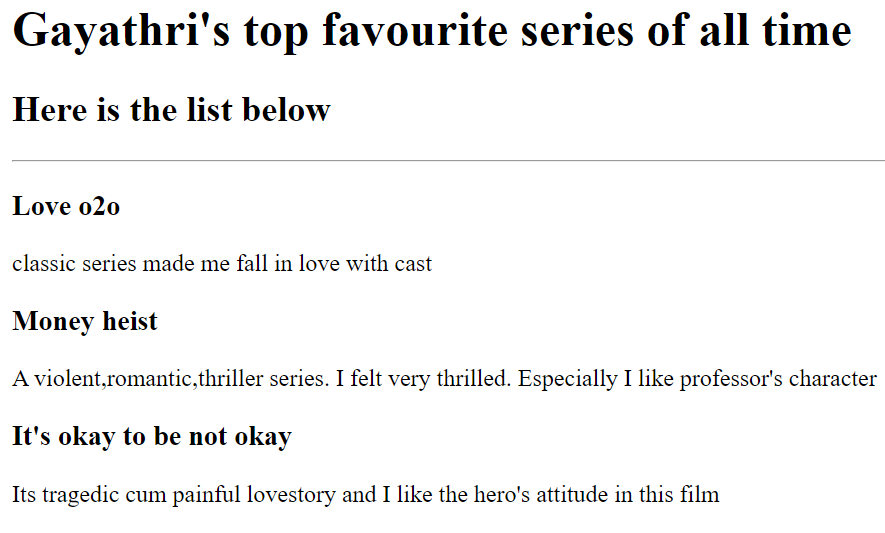 Gayathri's top favourite series of all time
Here is the list below
Love o2o
classic series made me fall in love with cast
Money heist
A violent,romantic,thriller series. I felt very thrilled. Especially I like professor's character
It's okay to be not okay
Its tragedic cum painful lovestory and I like the hero's attitude in this film